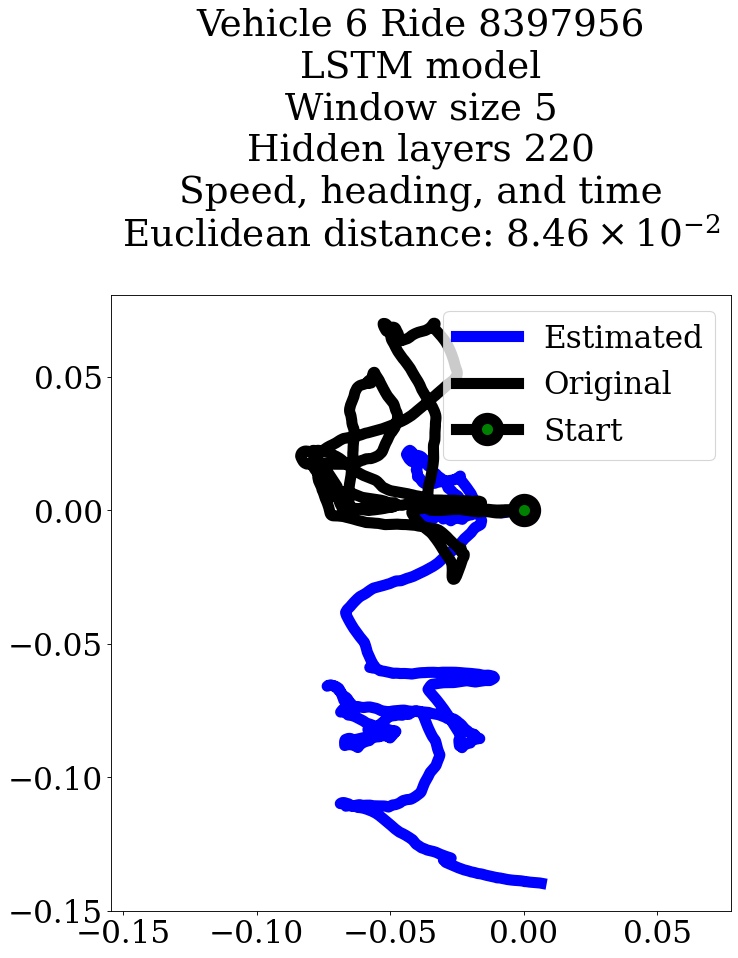 Vehicle 6 Ride 8397956
LSTM model
Window size 5
Hidden layers 220
Speed, heading, and time
Euclidean distance: 8.46 × 10⁻²
Estimated
Original
Start
0.05
0.00
−0.05
−0.10
−0.15
−0.15 −0.10 −0.05 0.00 0.05